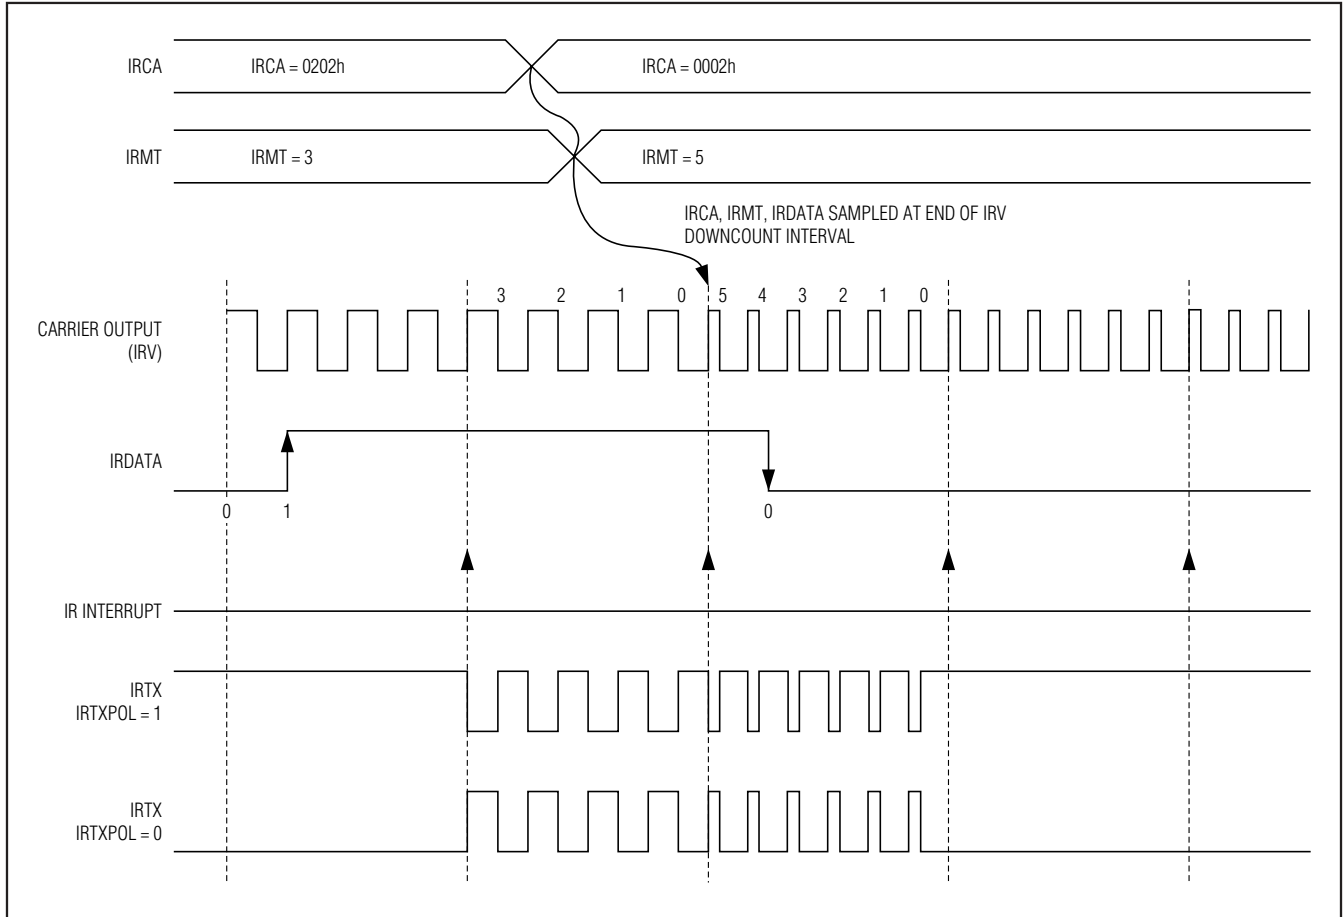 IRCA
IRCA = 0202h
IRCA = 0002h
IRMT
IRMT = 3
IRMT = 5
IRCA, IRMT, IRDATA SAMPLED AT END OF IRV
DOWNCOUNT INTERVAL
3 2 1 0 5 4 3 2 1 0
CARRIER OUTPUT
(IRV)
IRDATA
0 1 0
IR INTERRUPT
IRTX
IRTXPOL = 1
IRTX
IRTXPOL = 0